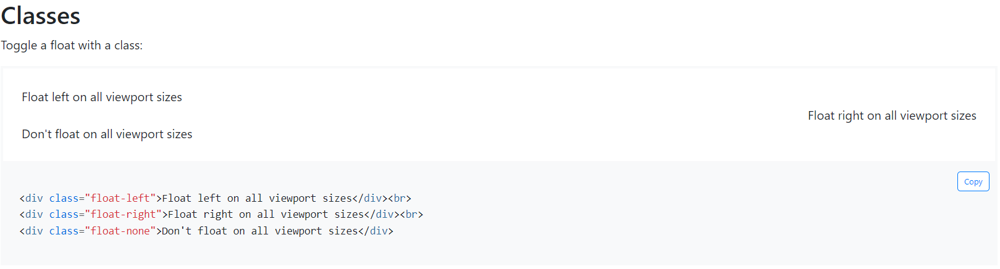 Classes
Toggle a float with a class:
Float left on all viewport sizes
Float right on all viewport sizes
Don't float on all viewport sizes
Copy
<div class="float-left">Float left on all viewport sizes</div><br>
<div class="float-right">Float right on all viewport sizes</div><br>
<div class="float-none">Don't float on all viewport sizes</div>